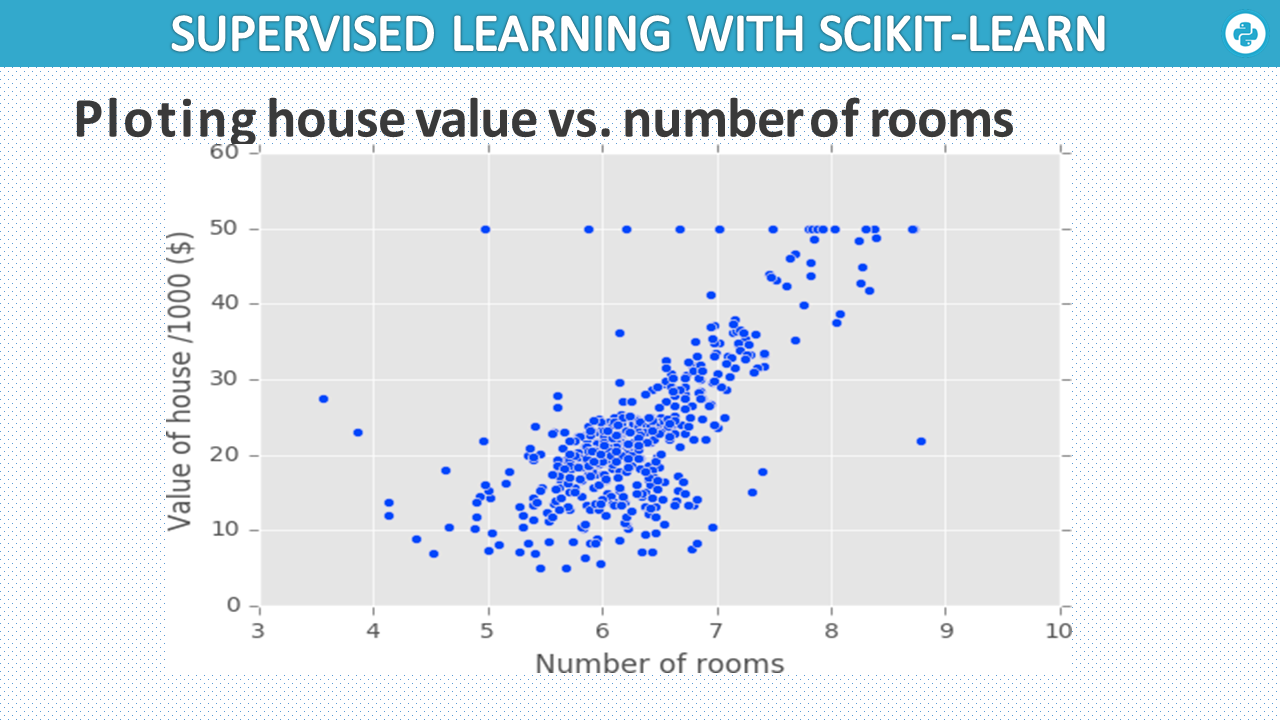 SUPERVISED LEARNING WITH SCIKIT-LEARN
Ploting house value vs. number of rooms
60
50
40
30
20
10
0
Value of house /1000 ($)
3 4 5 6 7 8 9 10
Number of rooms